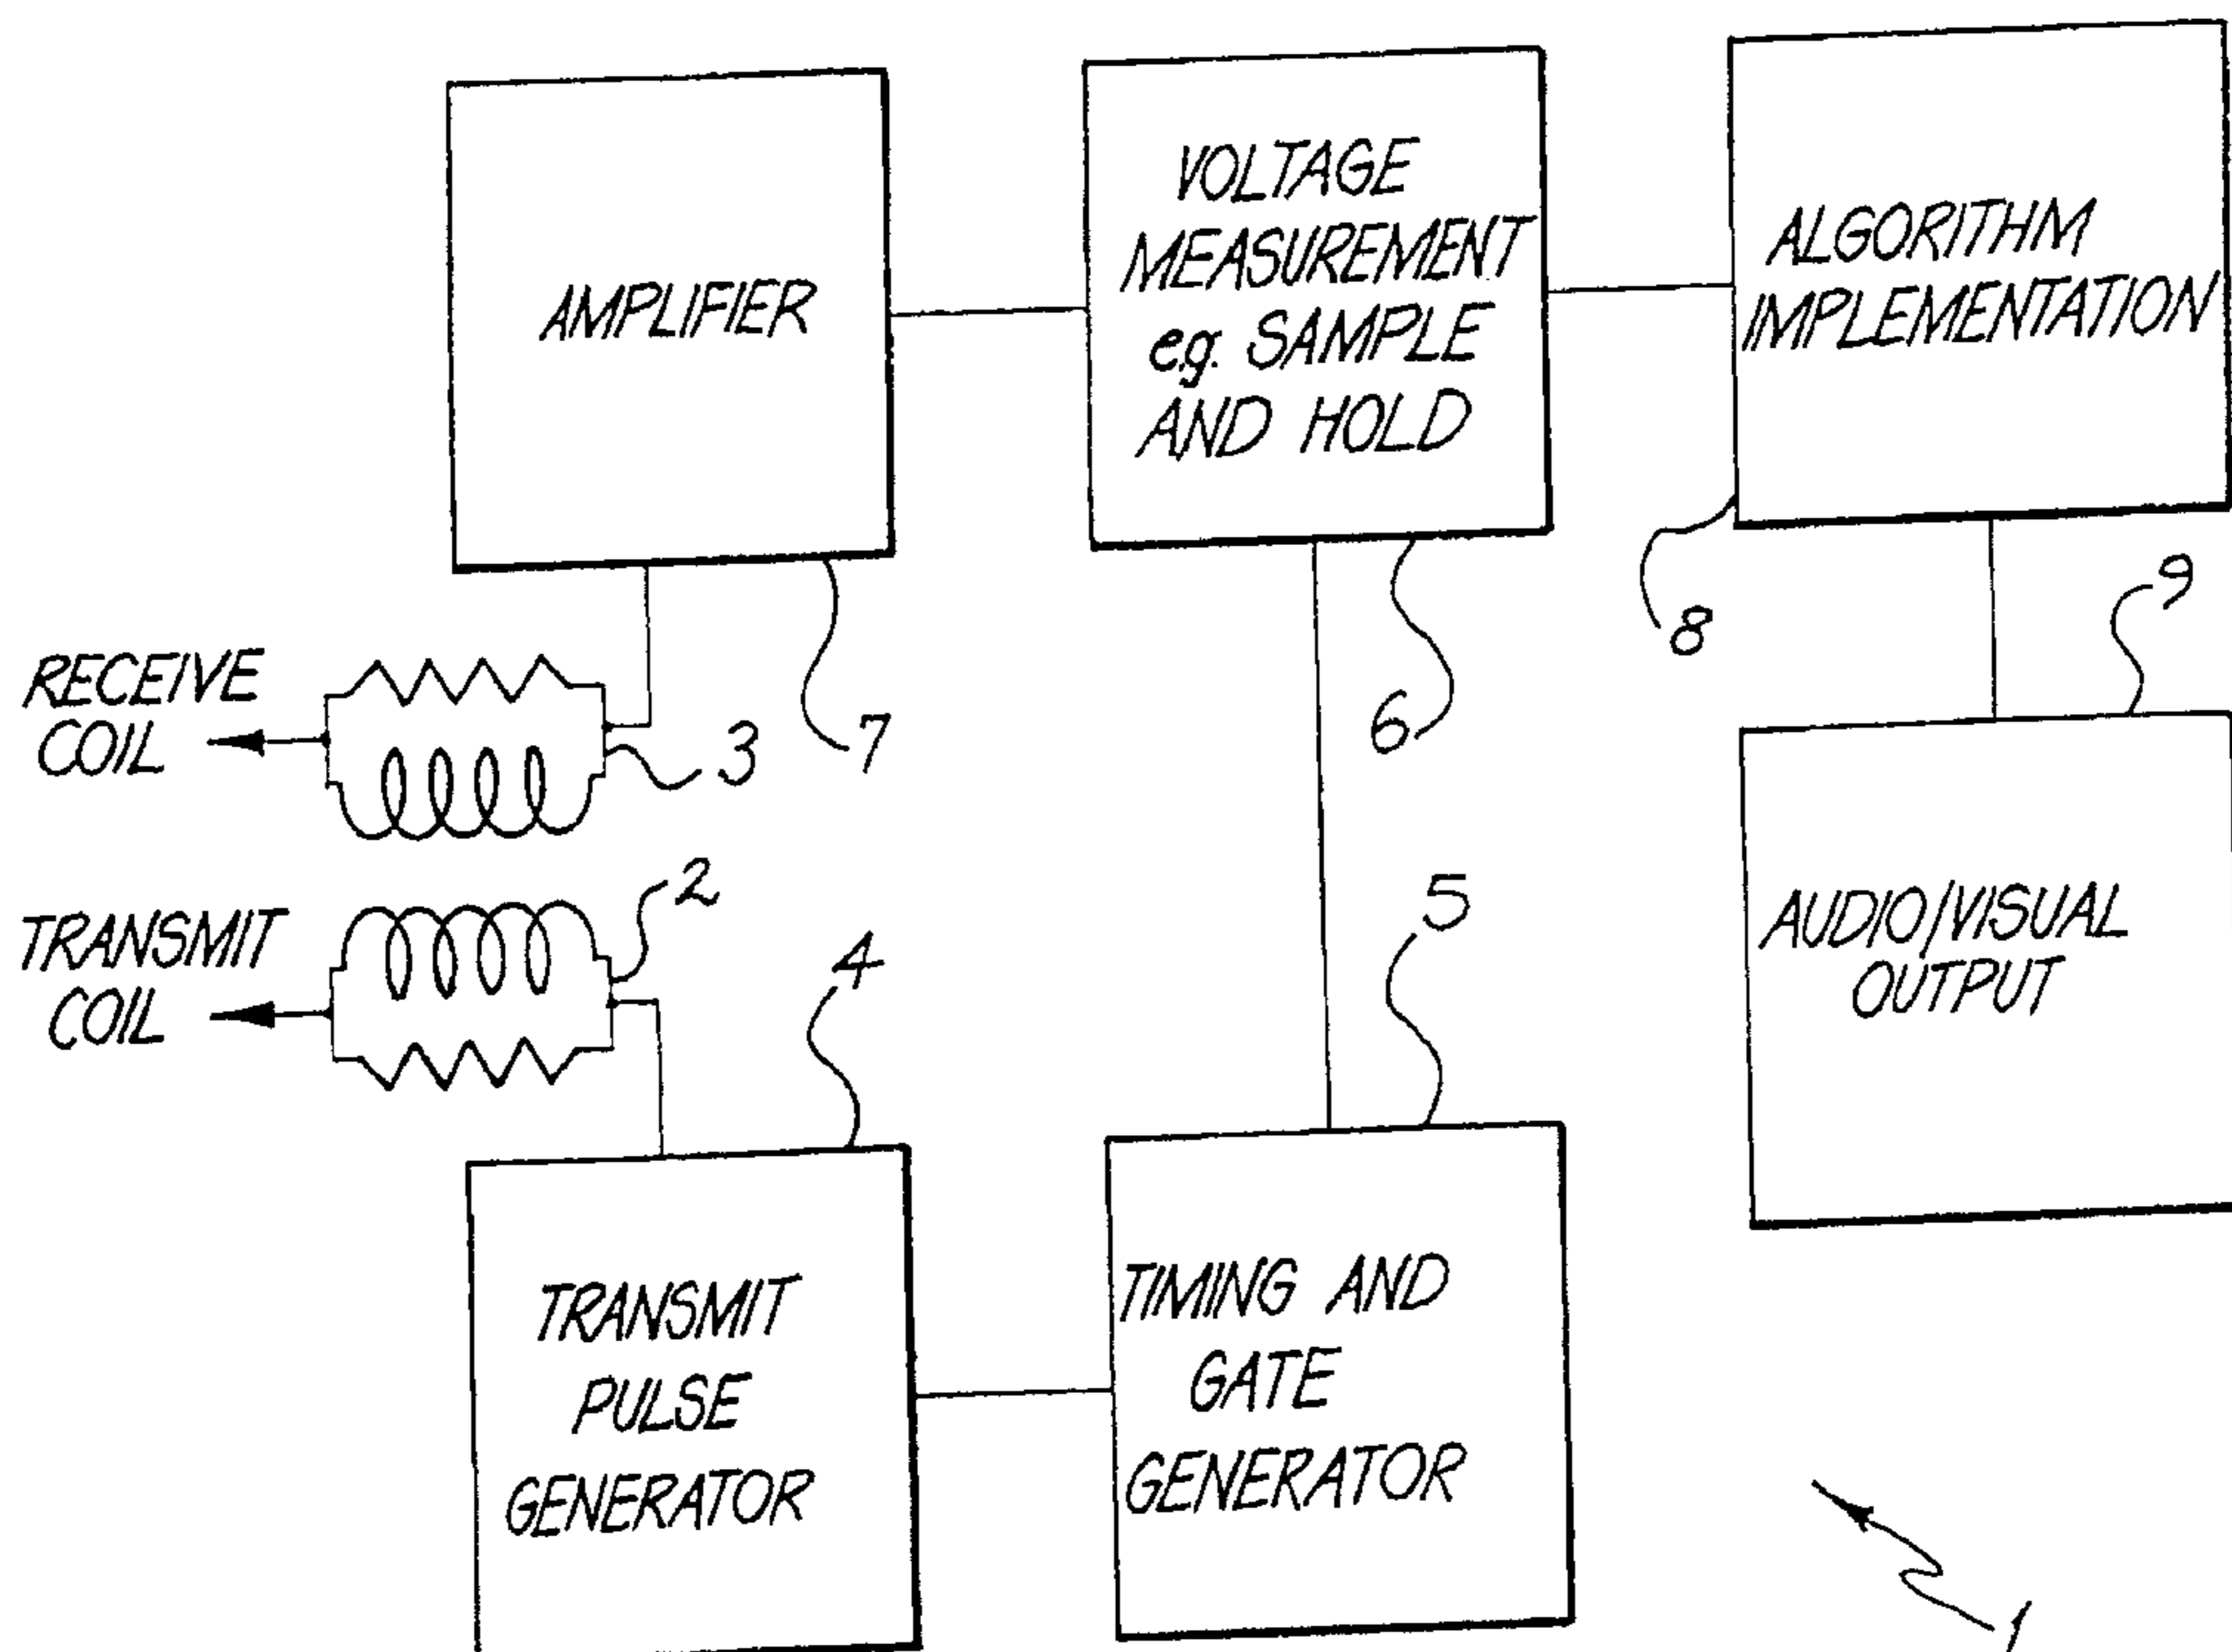 AMPLIFIER
VOLTAGE
MEASUREMENT
e.g. SAMPLE
AND HOLD
ALGORITHM
IMPLEMENTATION
RECEIVE
COIL
3
7
6
8
9
TRANSMIT
COIL
2
4
5
AUDIO/VISUAL
OUTPUT
TRANSMIT
PULSE
GENERATOR
TIMING AND
GATE
GENERATOR
1